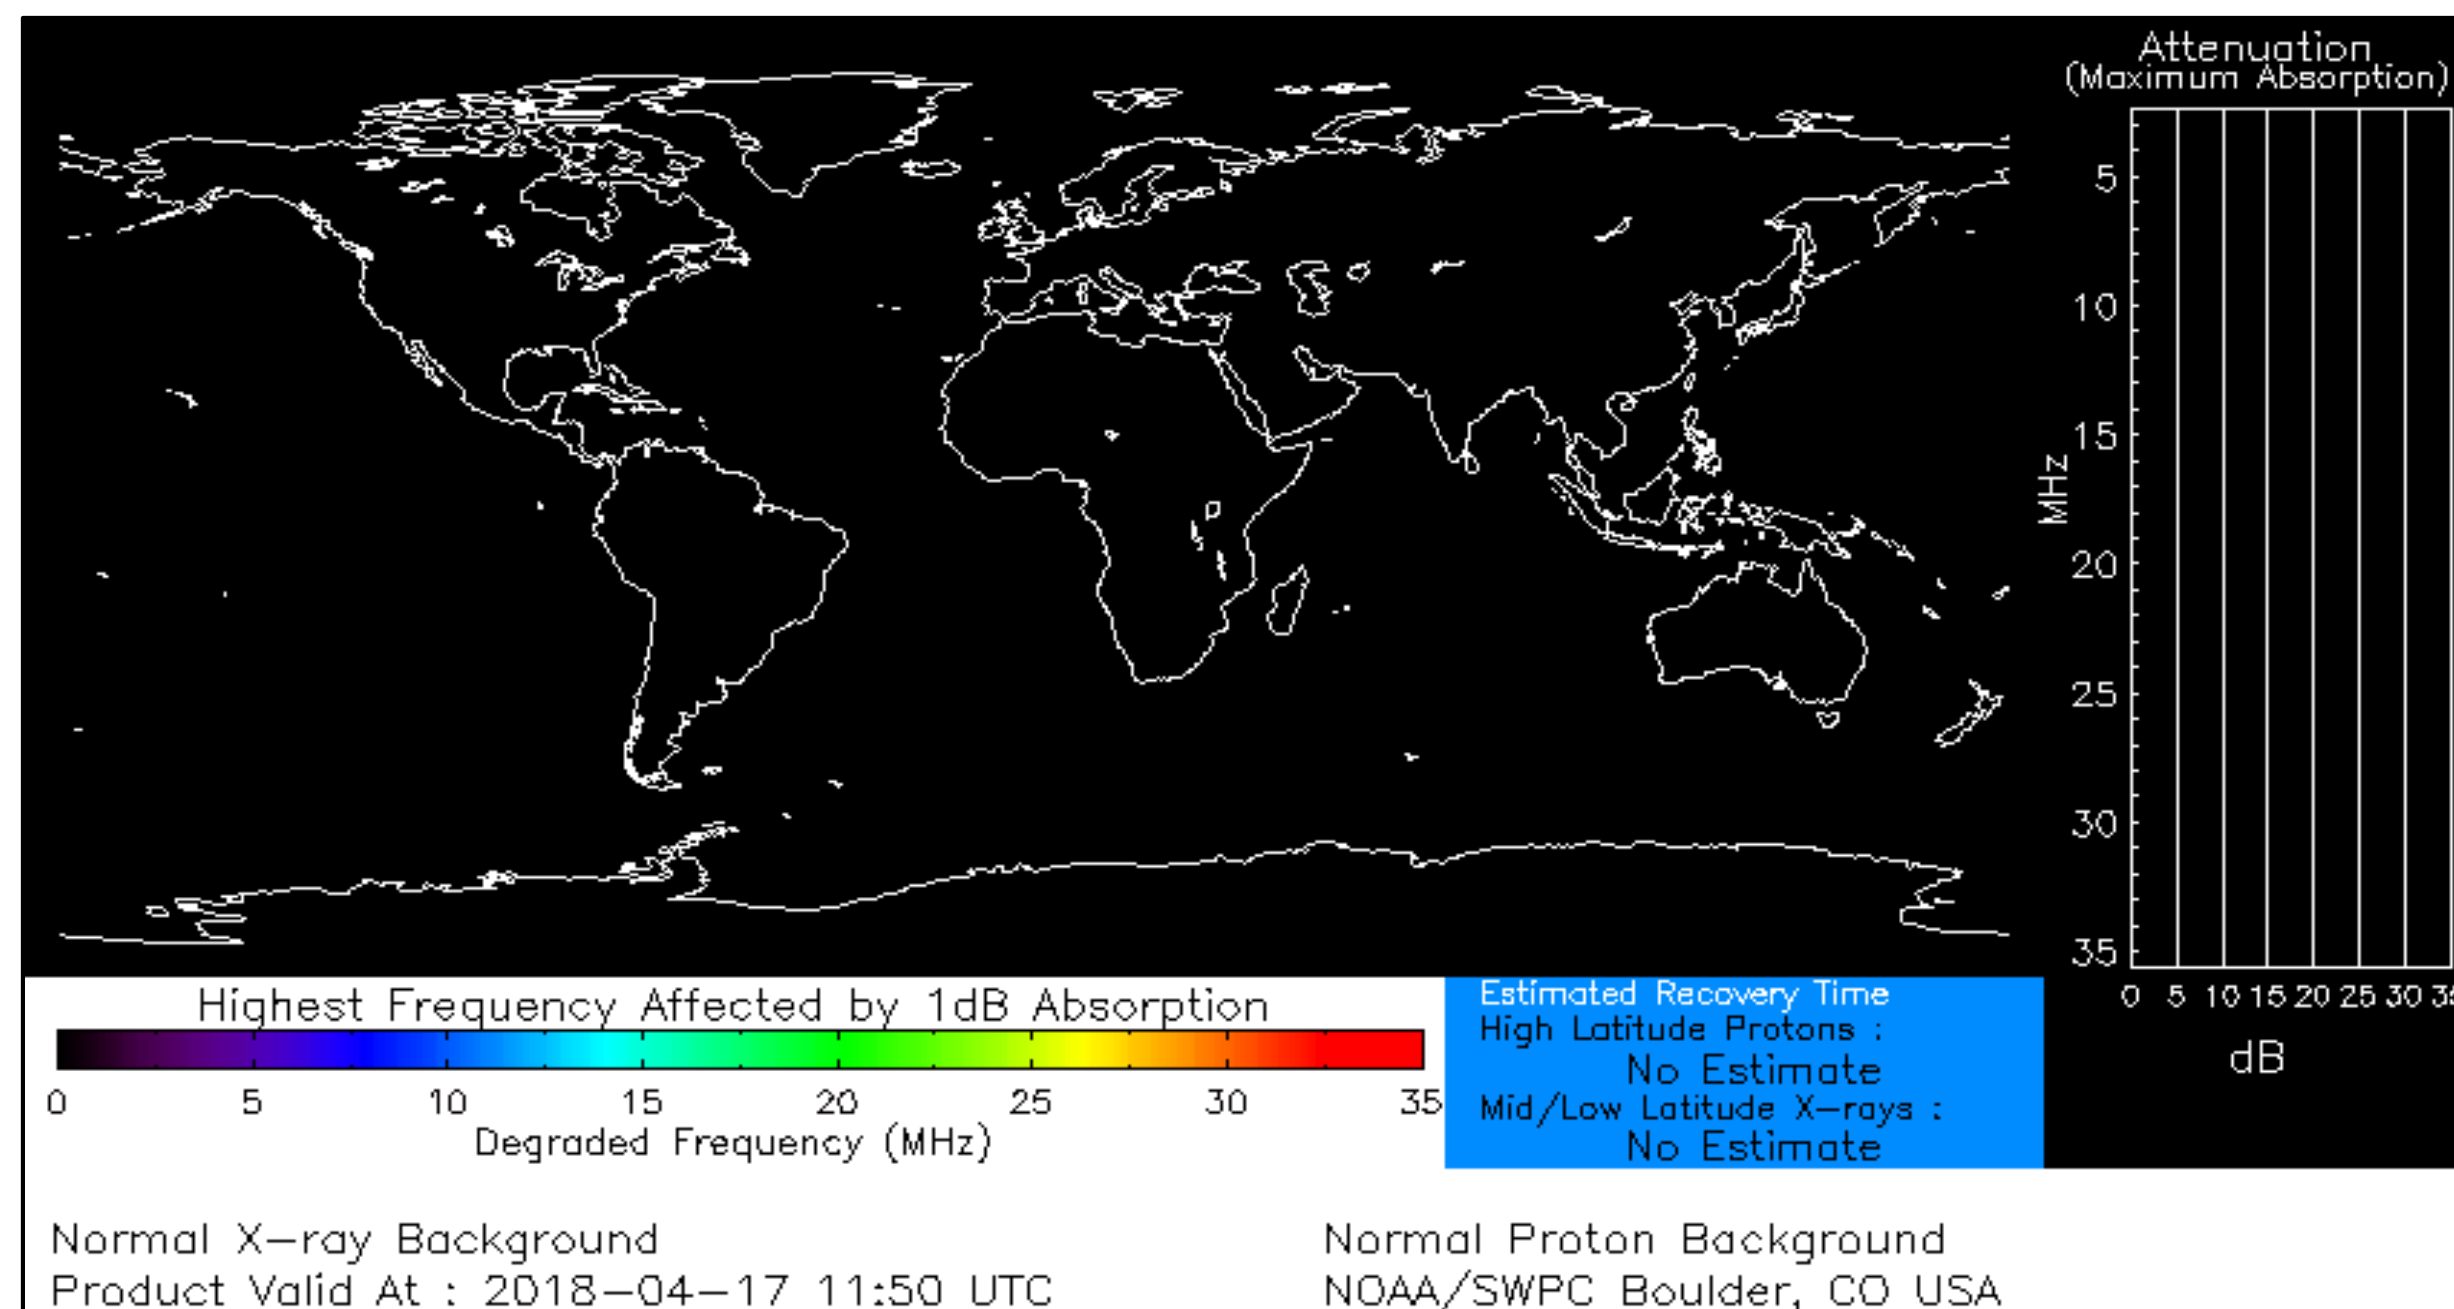 Attenuation
(Maximum Absorption)
5
10
15
20
25
30
35
MHz
0 5 10 15 20 25 30
dB
Highest Frequency Affected by 1dB Absorption
0 5 10 15 20 25 30 35
Degraded Frequency (MHz)
Estimated Recovery Time
High Latitude Protons :
No Estimate
Mid/Low Latitude X-rays :
No Estimate
Normal X-ray Background
Normal Proton Background
Product Valid At : 2018-04-17 11:50 UTC
NOAA/SWPC Boulder, CO USA